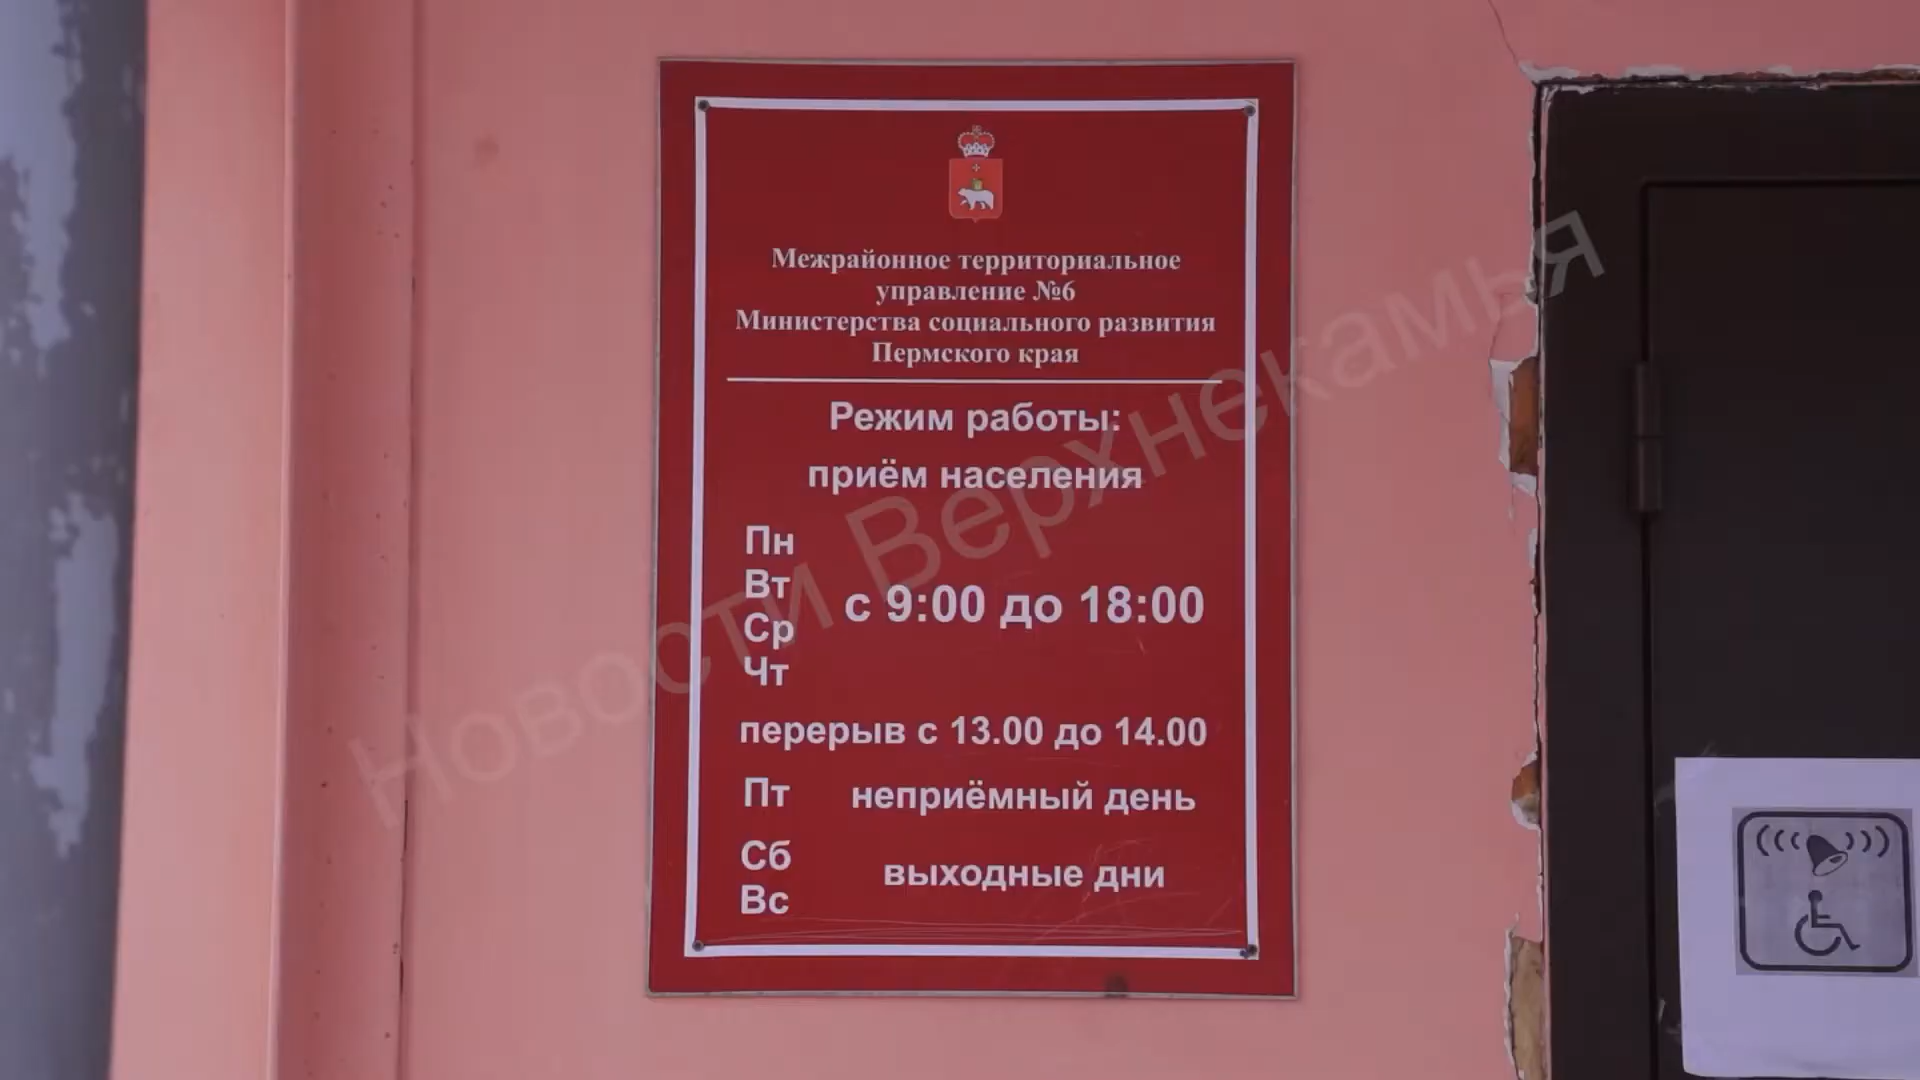 Межрайонное территориальное
управление №6
Министерства социального развития
Пермского края
Режим работы:
приём населения
Пн
Вт
Ср
Чт
с 9:00 до 18:00
перерыв с 13.00 до 14.00
Пт неприёмный день
Сб
Вс
выходные дни
Новости Верхнекамья